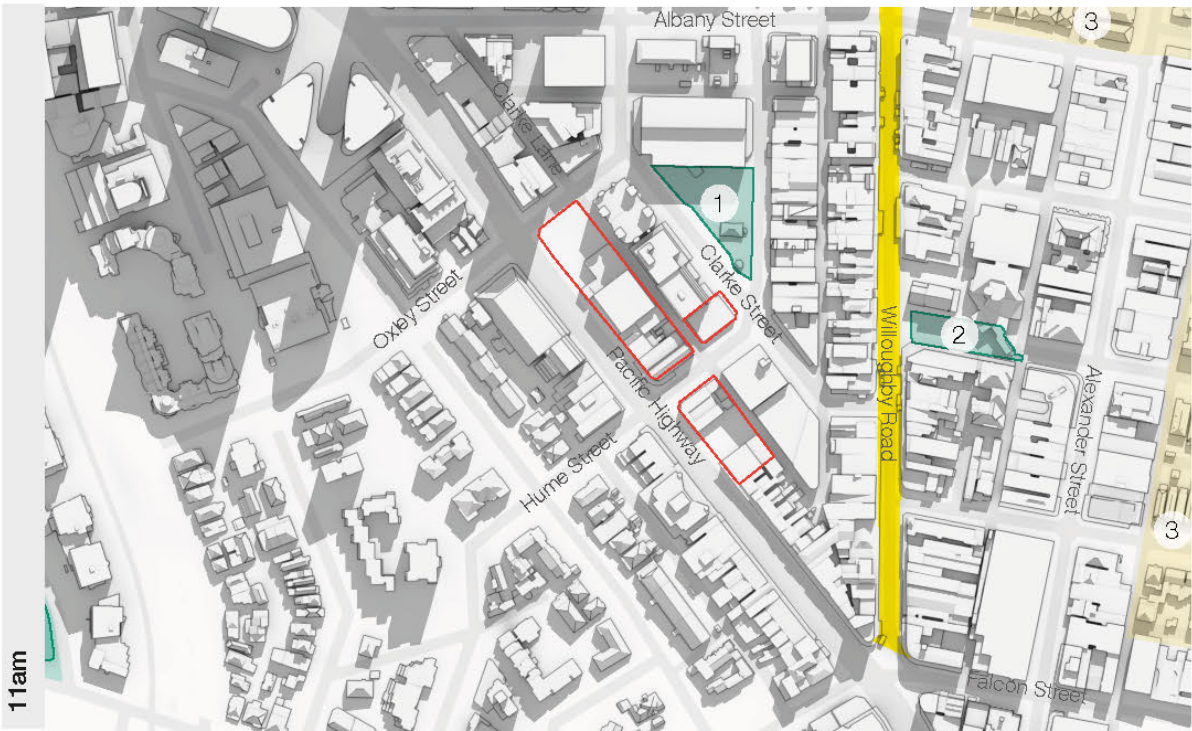 Albany Street
3
Clarke Lane
1
Clarke Street
Oxley Street
Willoughby Road
2
Pacific Highway
Alexander Street
Hume Street
3
11am
Falcon Street